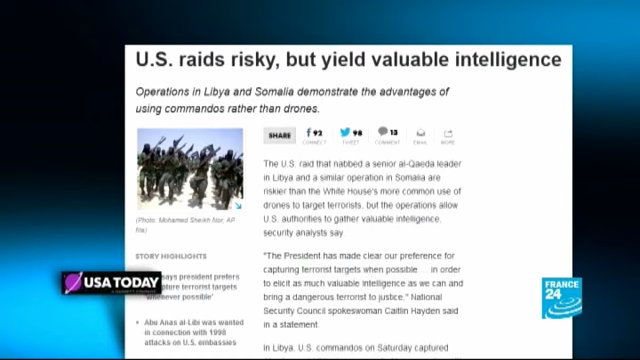 U.S. raids risky, but yield valuable intelligence
Operations in Libya and Somalia demonstrate the advantages of
using commandos rather than drones.
SHARE
92
CONNECT
98
TWEET
13
COMMENT
EMAIL
MORE
(Photo: Mohamed Sheikh Nor, AP
file)
The U.S. raid that nabbed a senior al-Qaeda leader
in Libya and a similar operation in Somalia are
riskier than the White House's more common use of
drones to target terrorists, but the operations allow
U.S. authorities to gather valuable intelligence,
security analysts say.
STORY HIGHLIGHTS
says president prefers
terrorist targets
whenever possible"
• Abu Anas al-Libi was wanted
in connection with 1998
attacks on U.S. embassies
"The President has made clear our preference for
capturing terrorist targets when possible ... in order
to elicit as much valuable intelligence as we can and
bring a dangerous terrorist to justice," National
Security Council spokeswoman Caitlin Hayden said
in a statement.
In Libya, U.S. commandos on Saturday captured
USA TODAY
FRANCE
24